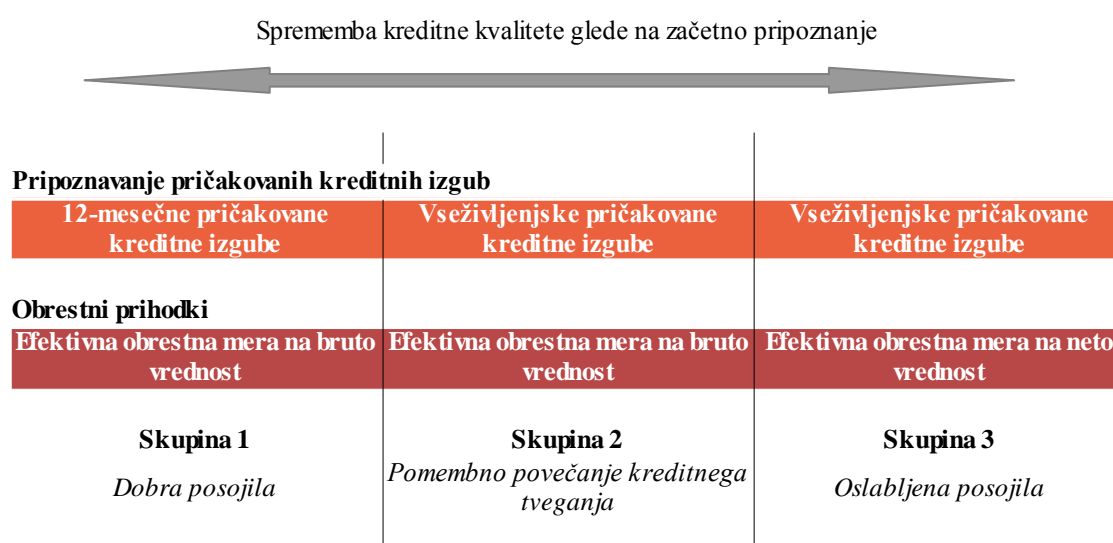 Sprememba kreditne kvalitete glede na začetno pripoznanje
Pripoznavanje pričakovanih kreditnih izgub
12-mesečne pričakovane
kreditne izgube
Vseživljenjske pričakovane
kreditne izgube
Vseživljenjske pričakovane
kreditne izgube
Obrestni prihodki
Efektivna obrestna mera na bruto
vrednost
Efektivna obrestna mera na bruto
vrednost
Efektivna obrestna mera na neto
vrednost
Skupina 1
Dobra posojila
Skupina 2
Pomembno povečanje kreditnega
tveganja
Skupina 3
Oslabljena posojila